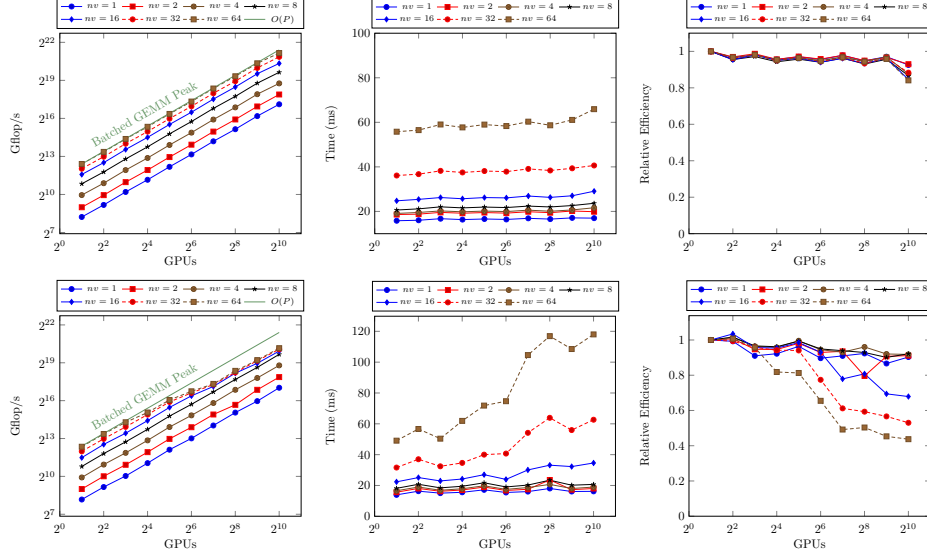 nv = 1 nv = 2 nv = 4 nv = 8
nv = 16 nv = 32 nv = 64 O(P)
2^22
2^19
2^16
2^13
2^10
2^7
2^0 2^2 2^4 2^6 2^8 2^10
Gflop/s
GPUs
Batched GEMM Peak
nv = 1 nv = 2 nv = 4 nv = 8
nv = 16 nv = 32 nv = 64
100
80
60
40
20
2^0 2^2 2^4 2^6 2^8 2^10
Time (ms)
GPUs
nv = 1 nv = 2 nv = 4 nv = 8
nv = 16 nv = 32 nv = 64
1
0.8
0.6
0.4
0.2
0
2^0 2^2 2^4 2^6 2^8 2^10
Relative Efficiency
GPUs
nv = 1 nv = 2 nv = 4 nv = 8
nv = 16 nv = 32 nv = 64 O(P)
2^22
2^19
2^16
2^13
2^10
2^7
2^0 2^2 2^4 2^6 2^8 2^10
Gflop/s
GPUs
Batched GEMM Peak
nv = 1 nv = 2 nv = 4 nv = 8
nv = 16 nv = 32 nv = 64
120
100
80
60
40
20
0
2^0 2^2 2^4 2^6 2^8 2^10
Time (ms)
GPUs
nv = 1 nv = 2 nv = 4 nv = 8
nv = 16 nv = 32 nv = 64
1
0.8
0.6
0.4
0.2
0
2^0 2^2 2^4 2^6 2^8 2^10
Relative Efficiency
GPUs